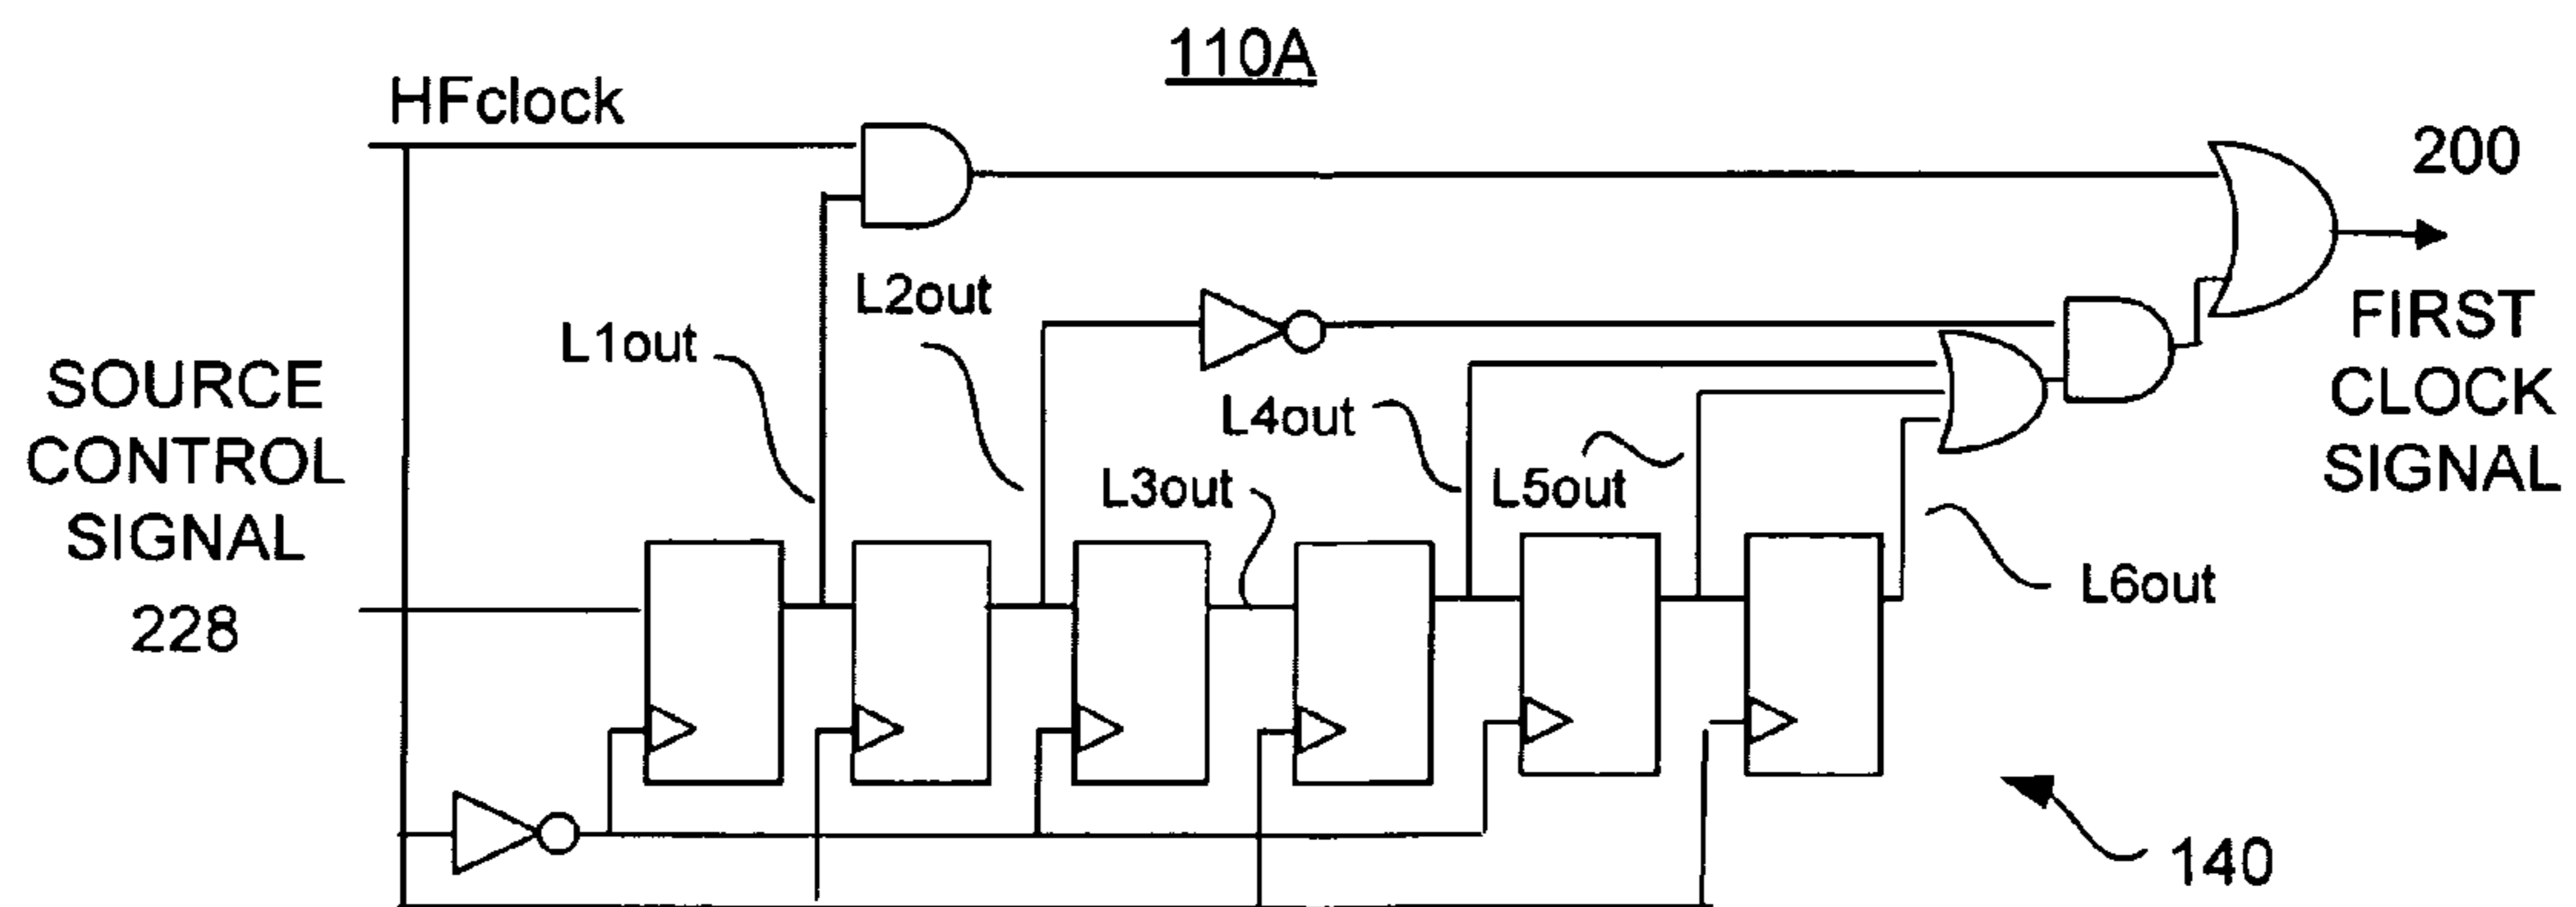 110A
HFclock
200
L2out
L1out
FIRST
CLOCK
SIGNAL
SOURCE
CONTROL
SIGNAL
228
L4out
L3out
L5out
L6out
140